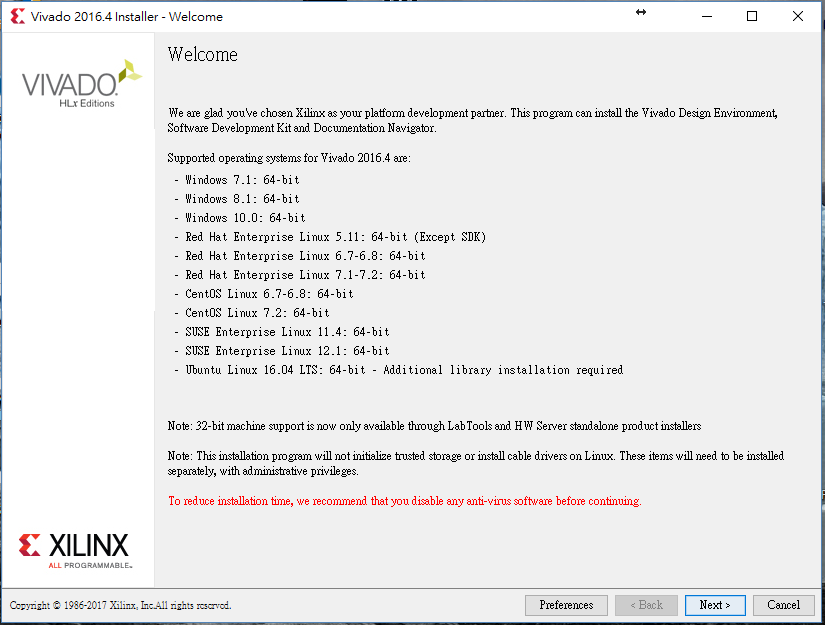 Vivado 2016.4 Installer - Welcome
VIVADO.
HLx Editions
Welcome
We are glad you've chosen Xilinx as your platform development partner. This program can install the Vivado Design Environment,
Software Development Kit and Documentation Navigator.
Supported operating systems for Vivado 2016.4 are:
- Windows 7.1: 64-bit
- Windows 8.1: 64-bit
- Windows 10.0: 64-bit
- Red Hat Enterprise Linux 5.11: 64-bit (Except SDK)
- Red Hat Enterprise Linux 6.7-6.8: 64-bit
- Red Hat Enterprise Linux 7.1-7.2: 64-bit
- CentOS Linux 6.7-6.8: 64-bit
- CentOS Linux 7.2: 64-bit
- SUSE Enterprise Linux 11.4: 64-bit
- SUSE Enterprise Linux 12.1: 64-bit
- Ubuntu Linux 16.04 LTS: 64-bit - Additional library installation required
Note: 32-bit machine support is now only available through LabTools and HW Server standalone product installers
Note: This installation program will not initialize trusted storage or install cable drivers on Linux. These items will need to be installed
separately, with administrative privileges.
To reduce installation time, we recommend that you disable any anti-virus software before continuing.
XILINX
ALL PROGRAMMABLE™
Copyright © 1986-2017 Xilinx, Inc.All rights reserved.
Preferences
< Back
Next >
Cancel